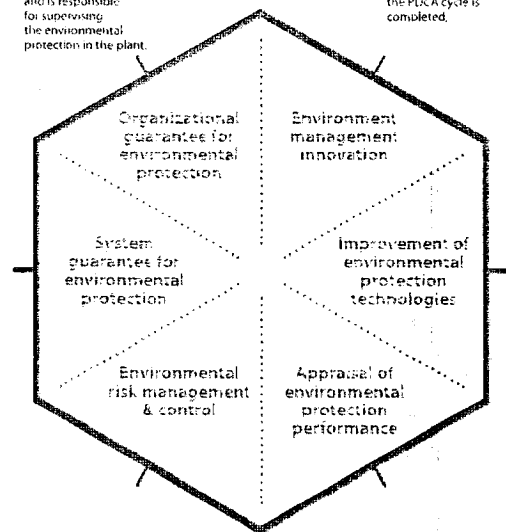 and is responsible
for supervising
the environmental
protection in the plant.
the PDCA cycle is
completed.
Organizational
guarantee for
environmental
protection
Environment
management
innovation
System
guarantee for
environmental
protection
Improvement of
environmental
protection
technologies
Environmental
risk management
& control
Appraisal of
environmental
protection
performance